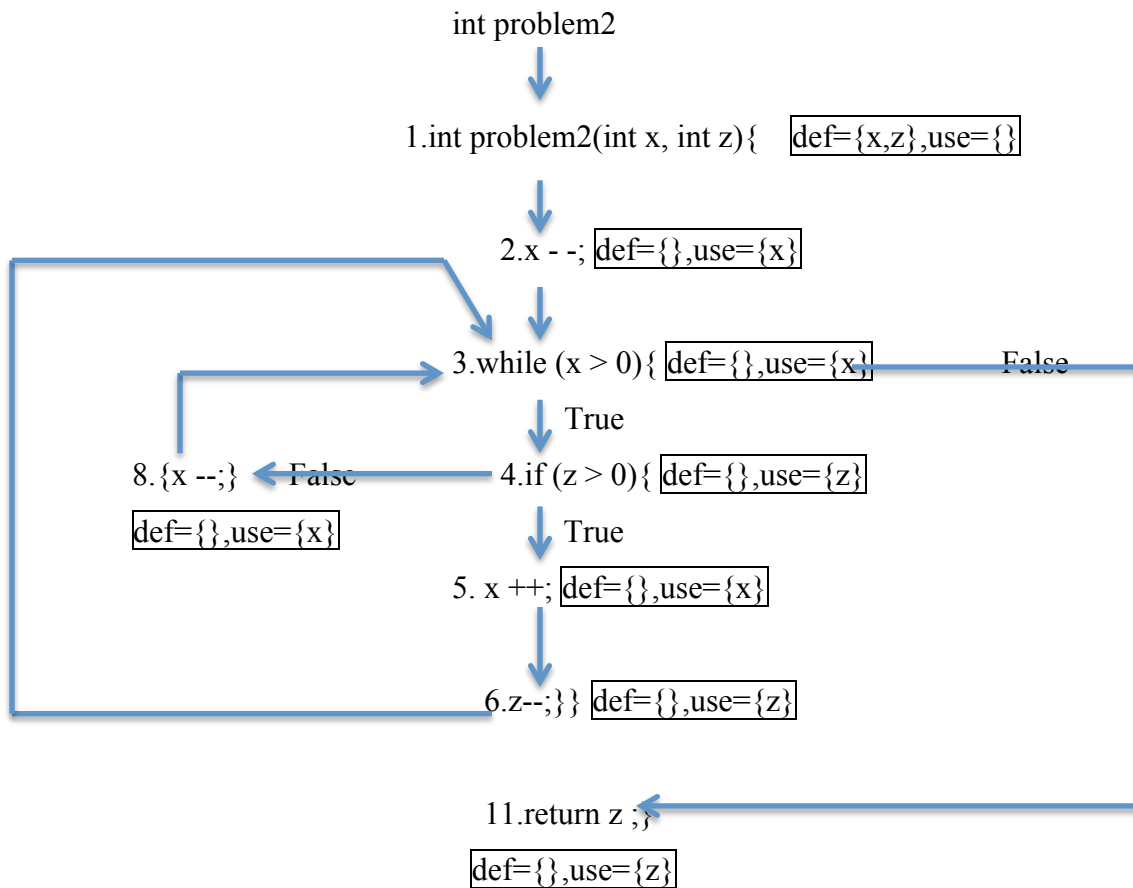 int problem2
1.int problem2(int x, int z){ def={x,z},use={}
2.x - -; def={},use={x}
3.while (x > 0){ def={},use={x} False
True
8.{x --;} False 4.if (z > 0){ def={},use={z}
def={},use={x} True
5. x ++; def={},use={x}
6.z--;}} def={},use={z}
11.return z ;}
def={},use={z}